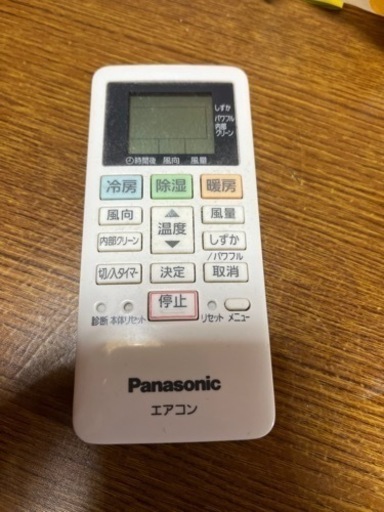 しずか
パワフル
内部
クリーン
時間後 風向 風量
冷房 除湿 暖房
風向 温度 風量
内部クリーン しずか
/パワフル
切/入タイマー 決定 取消
停止
診断 本体リセット リセット メニュー
Panasonic
エアコン